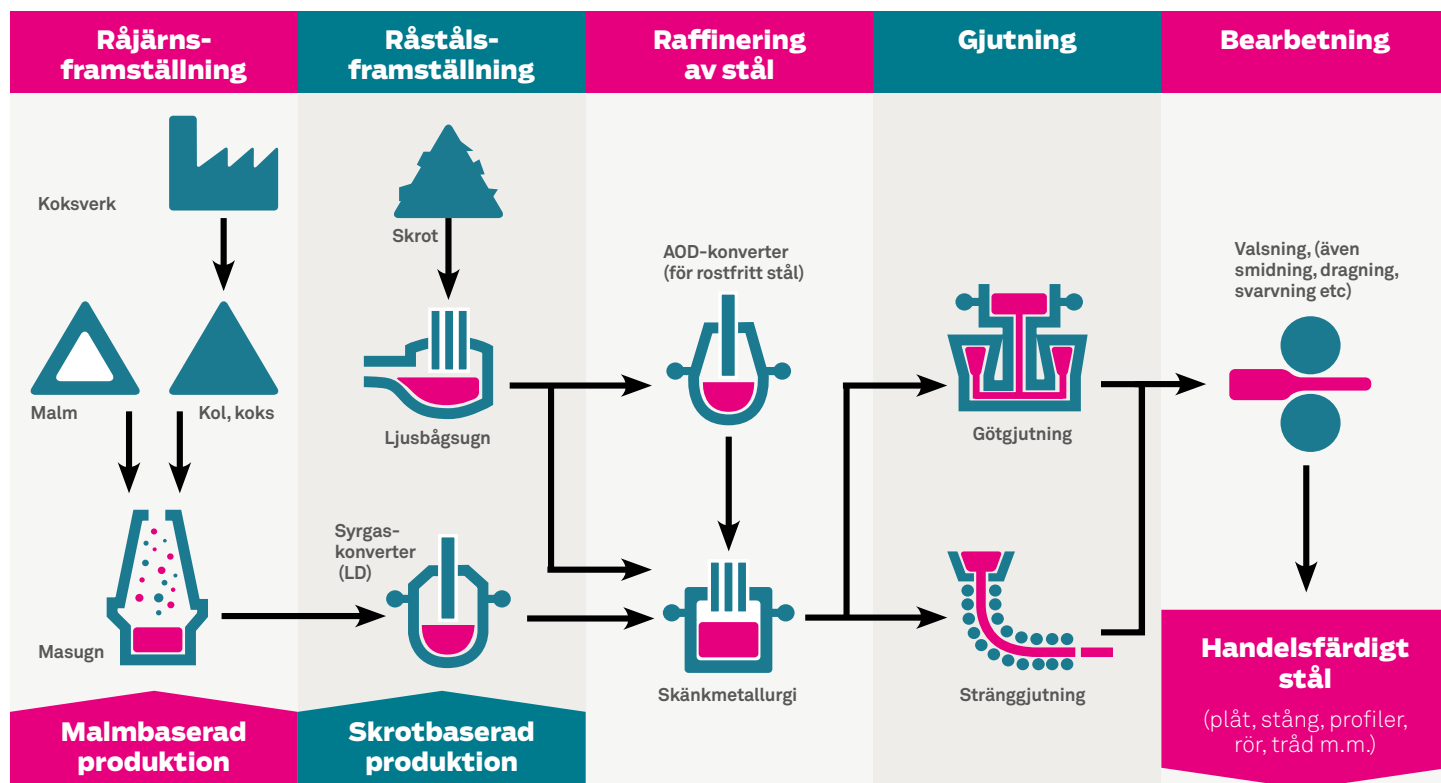 Råjärns-
framställning
Råståls-
framställning
Raffinering
av stål
Gjutning
Bearbetning
Koksverk
Malm
Kol, koks
Masugn
Malmbaserad
produktion
Skrot
Ljusbågsugn
Syrgas-
konverter
(LD)
Skrotbaserad
produktion
AOD-konverter
(för rostfritt stål)
Skänkmetallurgi
Götgjutning
Stränggjutning
Valsning, (även
smidning, dragning,
svarvning etc)
Handelsfärdigt
stål
(plåt, stång, profiler,
rör, tråd m.m.)